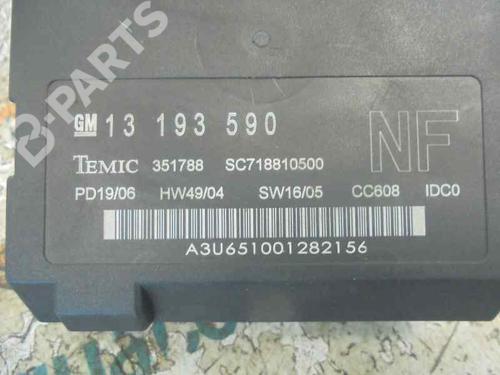 B-PARTS
GM 13 193 590
NF
TEMIC 351788 SC718810500
PD19/06 HW49/04 SW16/05 CC608 IDC0
A3U651001282156